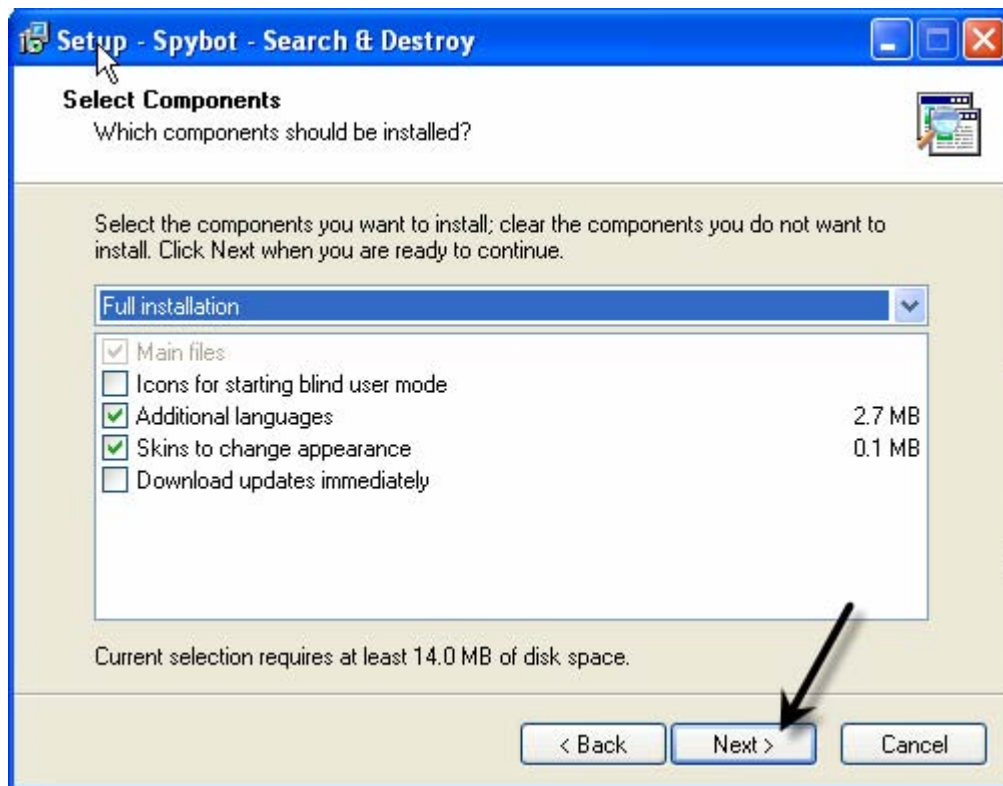 Setup - Spybot - Search & Destroy
Select Components
Which components should be installed?
Select the components you want to install; clear the components you do not want to
install. Click Next when you are ready to continue.
Full installation
Main files
Icons for starting blind user mode
Additional languages 2.7 MB
Skins to change appearance 0.1 MB
Download updates immediately
Current selection requires at least 14.0 MB of disk space.
< Back Next > Cancel